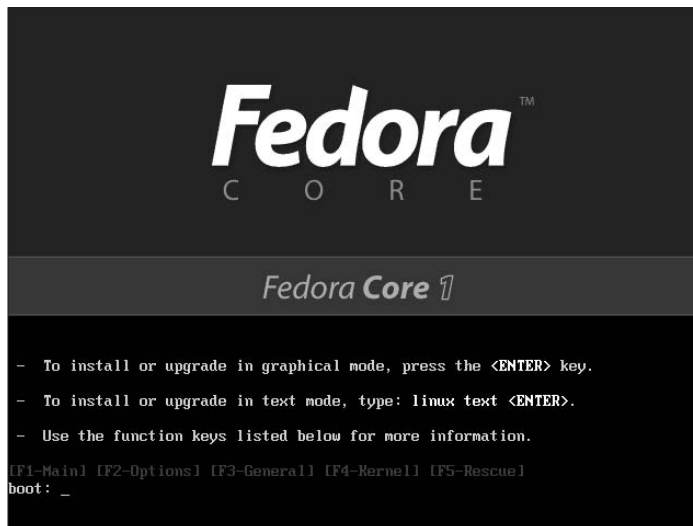 Fedora™
CORE
Fedora Core 1
- To install or upgrade in graphical mode, press the <ENTER> key.
- To install or upgrade in text mode, type: linux text <ENTER>.
- Use the function keys listed below for more information.
[F1-Main] [F2-Options] [F3-General] [F4-Kernel] [F5-Rescue]
boot: _